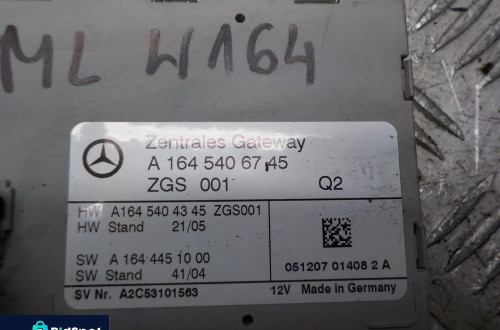 ML W164
Zentrales Gateway
A 164 540 67 45
ZGS 001 Q2
HW A164 540 43 45 ZGS001
HW Stand 21/05
SW A 164 445 10 00
SW Stand 41/04
051207 01408 2 A
SV Nr. A2C53101563 12V Made in Germany
BidSpot